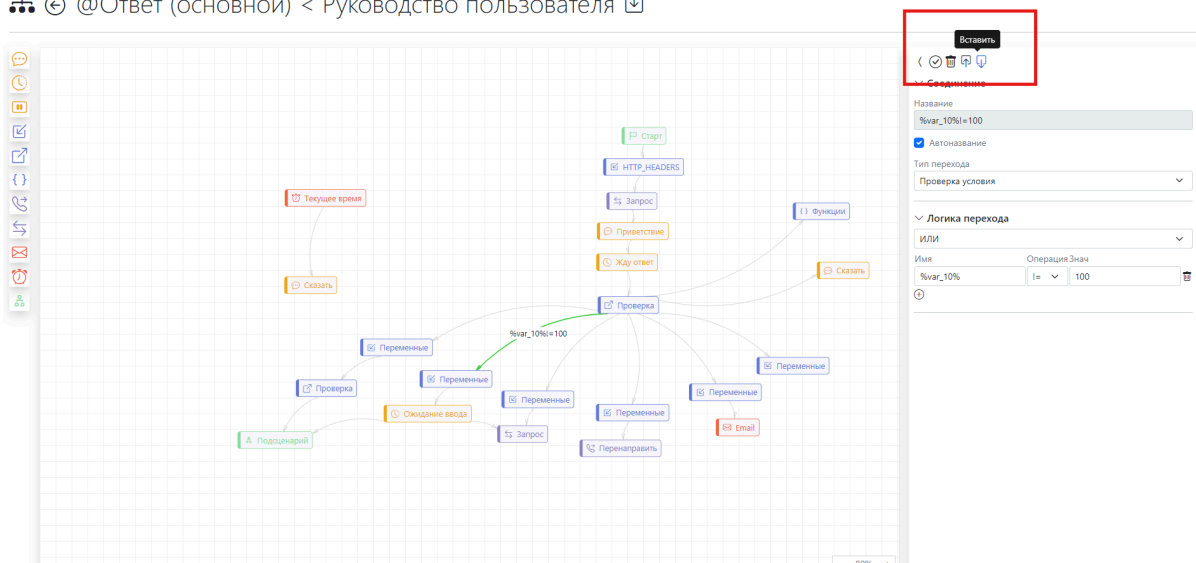 @Ответ (основной) < Руководство пользователя
Вставить
Соединение
Название
%var_10%!=100
Автоназвание
Тип перехода
Проверка условия
Логика перехода
ИЛИ
Имя Операция Знач
%var_10% != 100
Старт
HTTP_HEADERS
Текущее время
Запрос
{ } Функции
Приветствие
Жду ответ
Сказать
Сказать
Проверка
%var_10%!=100
Переменные
Переменные
Переменные
Проверка
Переменные
Переменные
Ожидание ввода
Переменные
Запрос
Email
Подсценарий
Перенаправить